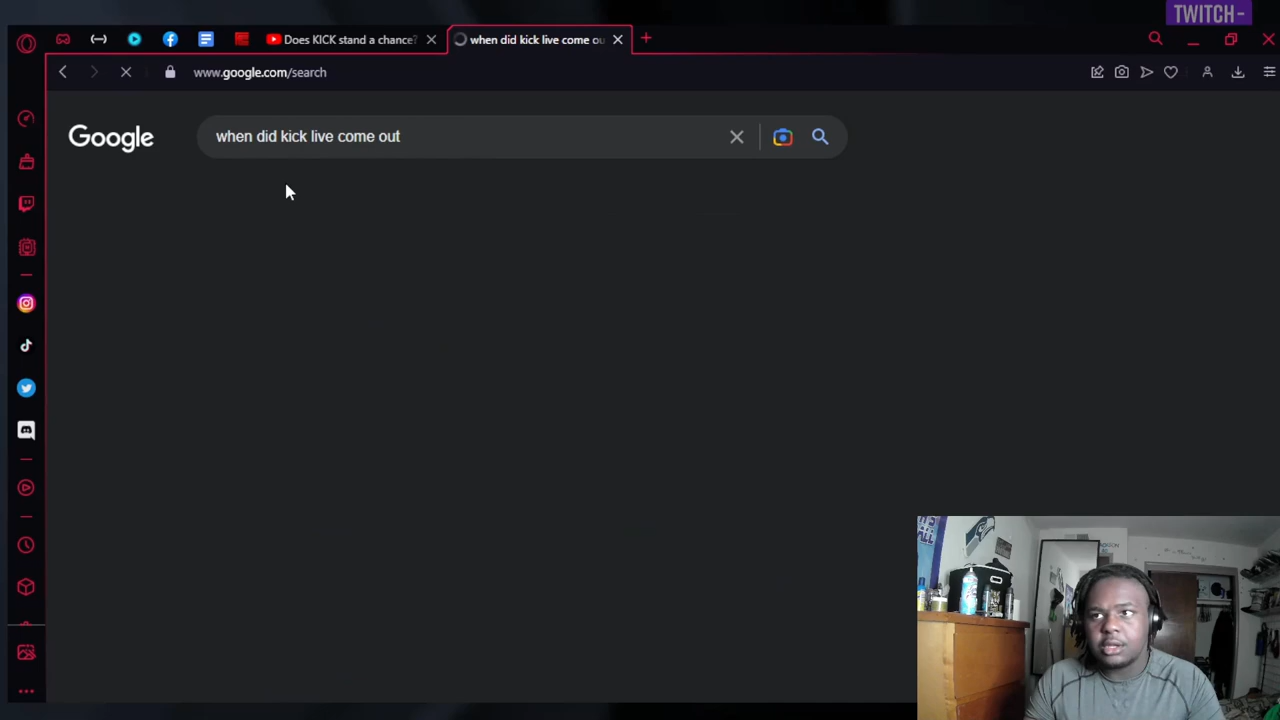 TWITCH -
Does KICK stand a chance?
when did kick live come ou
www.google.com/search
Google
when did kick live come out